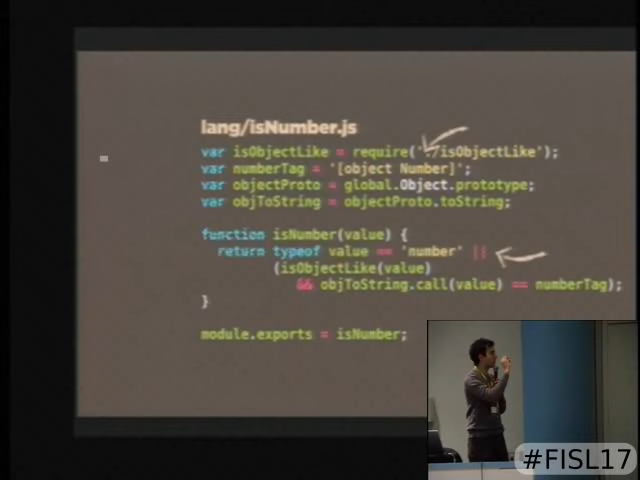 lang/isNumber.js
var isObjectLike = require('./isObjectLike');
var numberTag = '[object Number]';
var objectProto = global.Object.prototype;
var objToString = objectProto.toString;
function isNumber(value) {
return typeof value == 'number' ||
(isObjectLike(value)
&& objToString.call(value) == numberTag);
}
module.exports = isNumber;
#FISL17